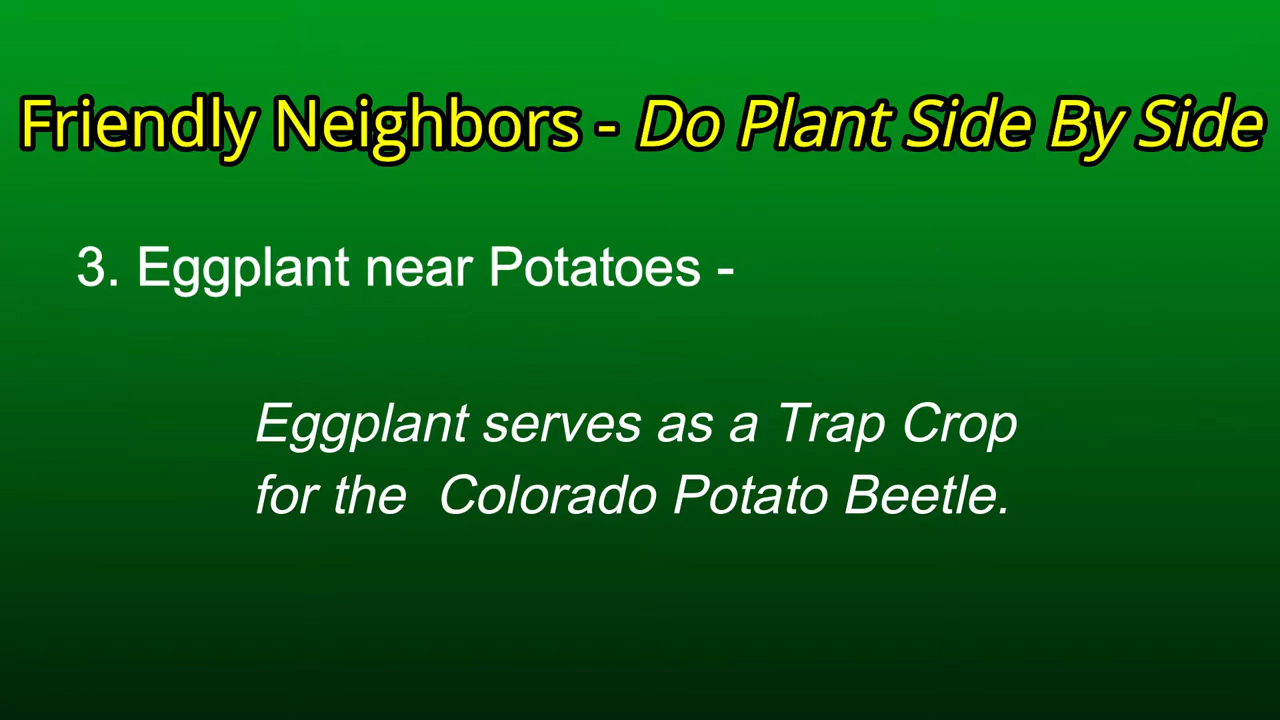 Friendly Neighbors - Do Plant Side By Side
3. Eggplant near Potatoes -
Eggplant serves as a Trap Crop
for the  Colorado Potato Beetle.